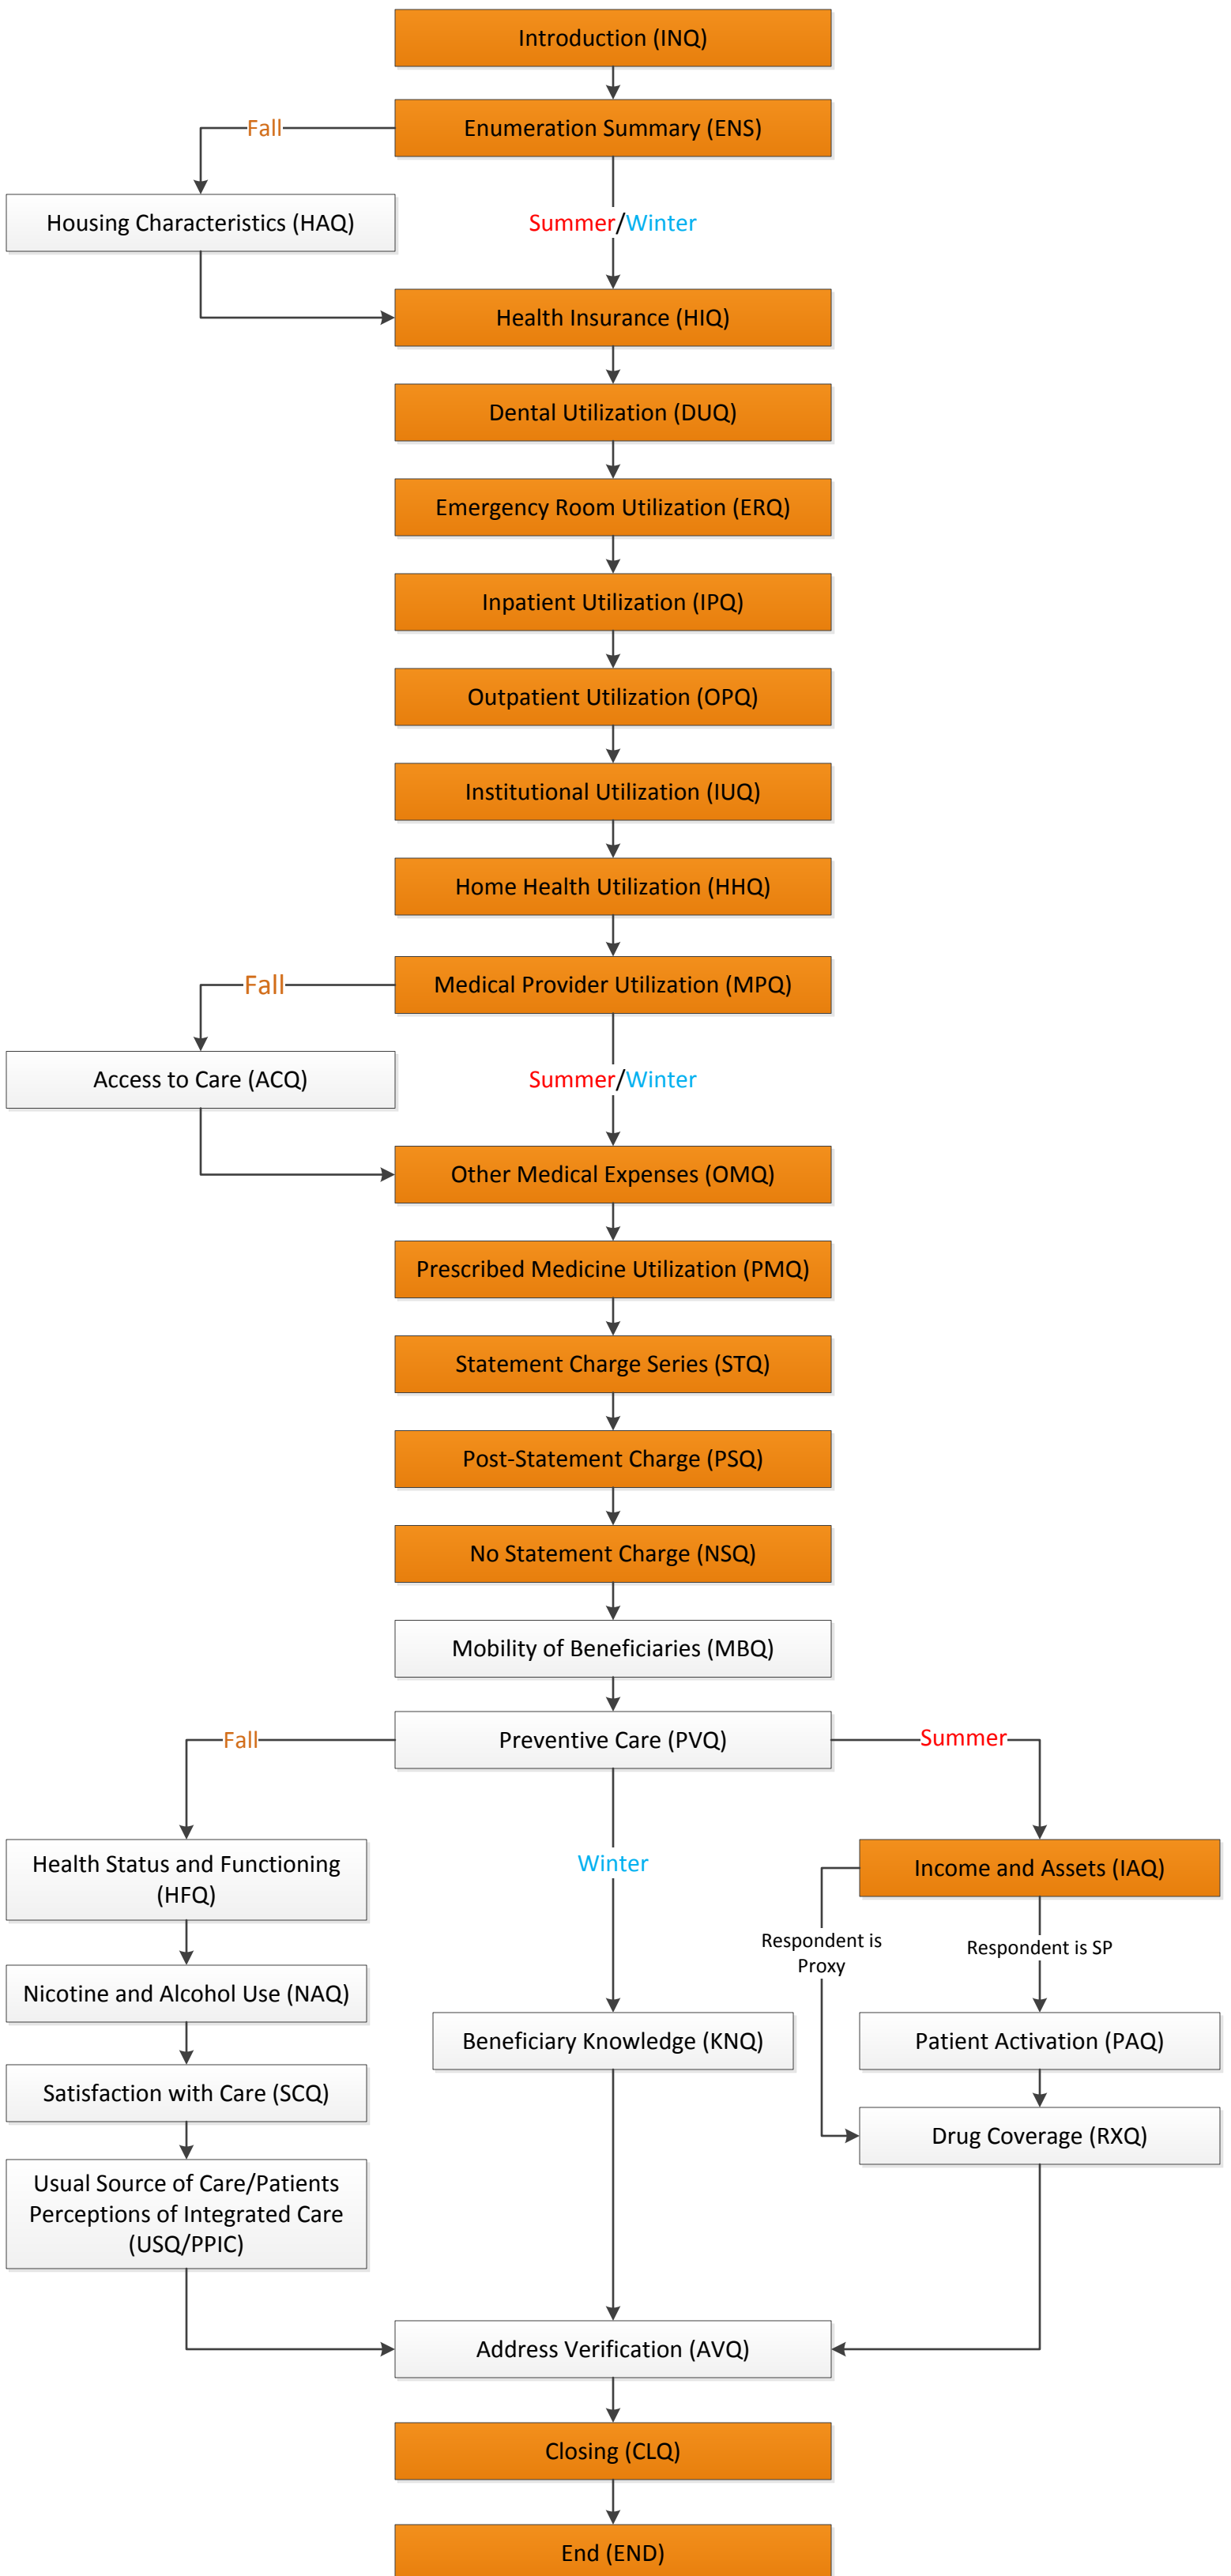 Introduction (INQ)
Enumeration Summary (ENS)
Fall
Housing Characteristics (HAQ)
Summer/Winter
Health Insurance (HIQ)
Dental Utilization (DUQ)
Emergency Room Utilization (ERQ)
Inpatient Utilization (IPQ)
Outpatient Utilization (OPQ)
Institutional Utilization (IUQ)
Home Health Utilization (HHQ)
Medical Provider Utilization (MPQ)
Fall
Access to Care (ACQ)
Summer/Winter
Other Medical Expenses (OMQ)
Prescribed Medicine Utilization (PMQ)
Statement Charge Series (STQ)
Post-Statement Charge (PSQ)
No Statement Charge (NSQ)
Mobility of Beneficiaries (MBQ)
Preventive Care (PVQ)
Fall
Health Status and Functioning
(HFQ)
Nicotine and Alcohol Use (NAQ)
Satisfaction with Care (SCQ)
Usual Source of Care/Patients
Perceptions of Integrated Care
(USQ/PPIC)
Winter
Beneficiary Knowledge (KNQ)
Summer
Income and Assets (IAQ)
Respondent is
Proxy
Respondent is SP
Patient Activation (PAQ)
Drug Coverage (RXQ)
Address Verification (AVQ)
Closing (CLQ)
End (END)